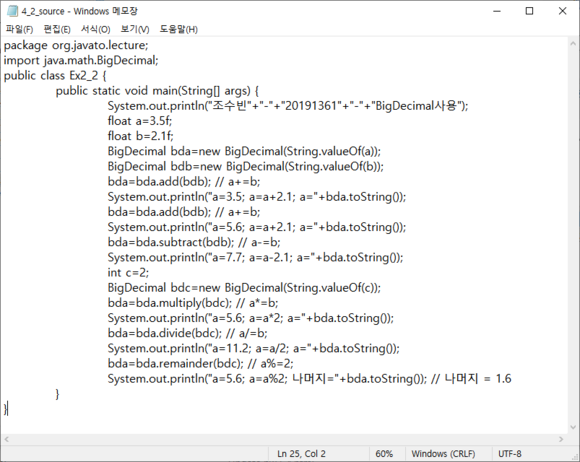 4_2_source - Windows 메모장
파일(F) 편집(E) 서식(O) 보기(V) 도움말(H)
package org.javato.lecture;
import java.math.BigDecimal;
public class Ex2_2 {
public static void main(String[] args) {
System.out.println("조수빈"+"-"+"20191361"+"-"+"BigDecimal사용");
float a=3.5f;
float b=2.1f;
BigDecimal bda=new BigDecimal(String.valueOf(a));
BigDecimal bdb=new BigDecimal(String.valueOf(b));
bda=bda.add(bdb); // a+=b;
System.out.println("a=3.5; a=a+2.1; a="+bda.toString());
bda=bda.add(bdb); // a+=b;
System.out.println("a=5.6; a=a+2.1; a="+bda.toString());
bda=bda.subtract(bdb); // a-=b;
System.out.println("a=7.7; a=a-2.1; a="+bda.toString());
int c=2;
BigDecimal bdc=new BigDecimal(String.valueOf(c));
bda=bda.multiply(bdc); // a*=b;
System.out.println("a=5.6; a=a*2; a="+bda.toString());
bda=bda.divide(bdc); // a/=b;
System.out.println("a=11.2; a=a/2; a="+bda.toString());
bda=bda.remainder(bdc); // a%=2;
System.out.println("a=5.6; a=a%2; 나머지="+bda.toString()); // 나머지 = 1.6
}
}
Ln 25, Col 2 60% Windows (CRLF) UTF-8